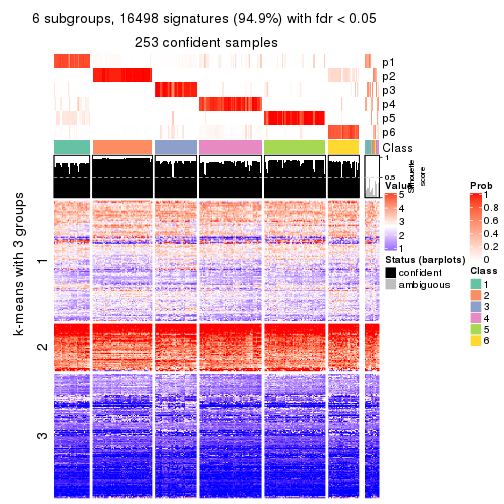 6 subgroups, 16498 signatures (94.9%) with fdr < 0.05
253 confident samples
p1
p2
p3
p4
p5
p6
Class
1
0.5
Silhouette
score
k-means with 3 groups
1
2
3
Value
5
4
3
2
1
Status (barplots)
confident
ambiguous
Prob
1
0.8
0.6
0.4
0.2
0
Class
1
2
3
4
5
6